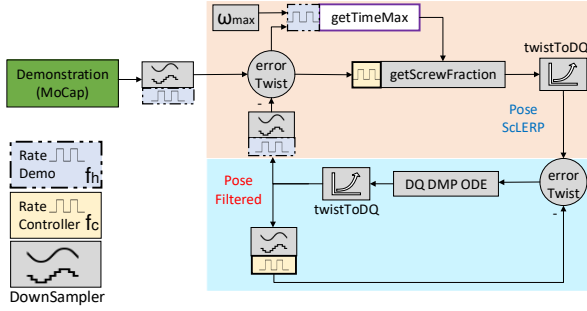 ωmax
getTimeMax
twistToDQ
Demonstration
(MoCap)
error
Twist
getScrewFraction
-
Pose
ScLERP
Rate
Demo fh
Pose
Filtered
DQ DMP ODE
error
Twist
twistToDQ
-
Rate
Controller fc
DownSampler